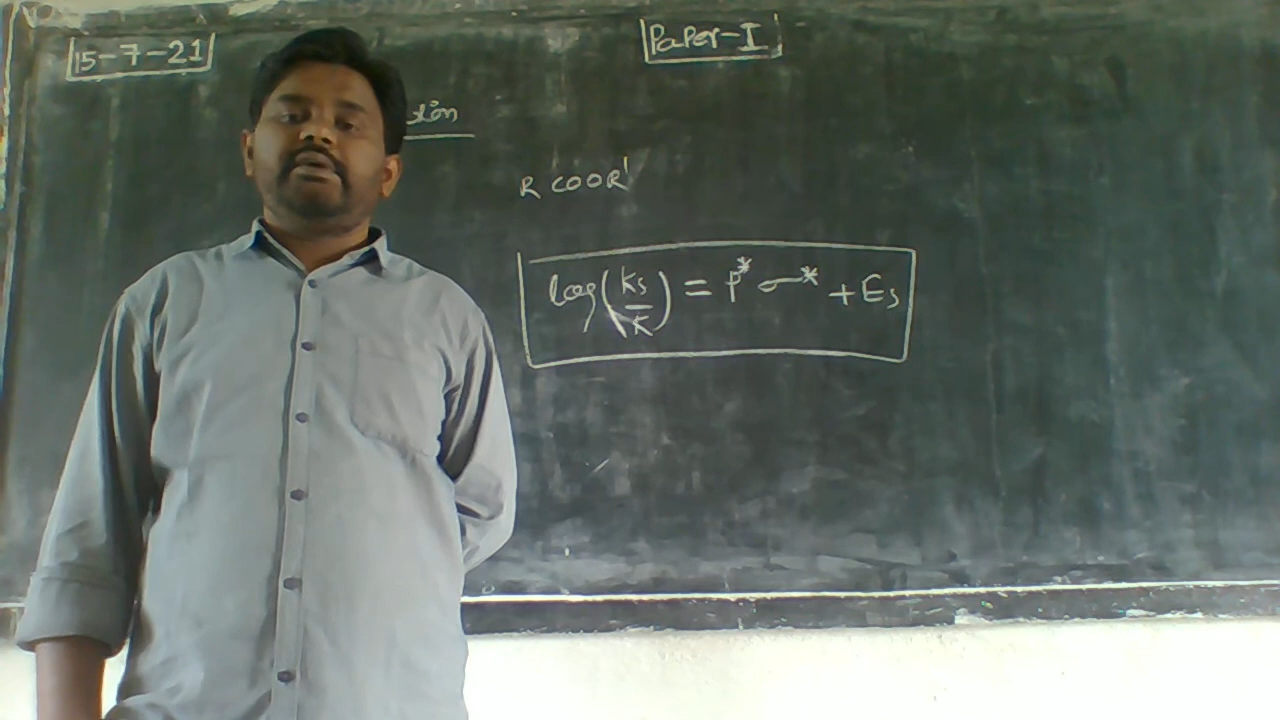 15-7-21
Paper-I
R COOR'
log(ks/k) = P* σ* + Es